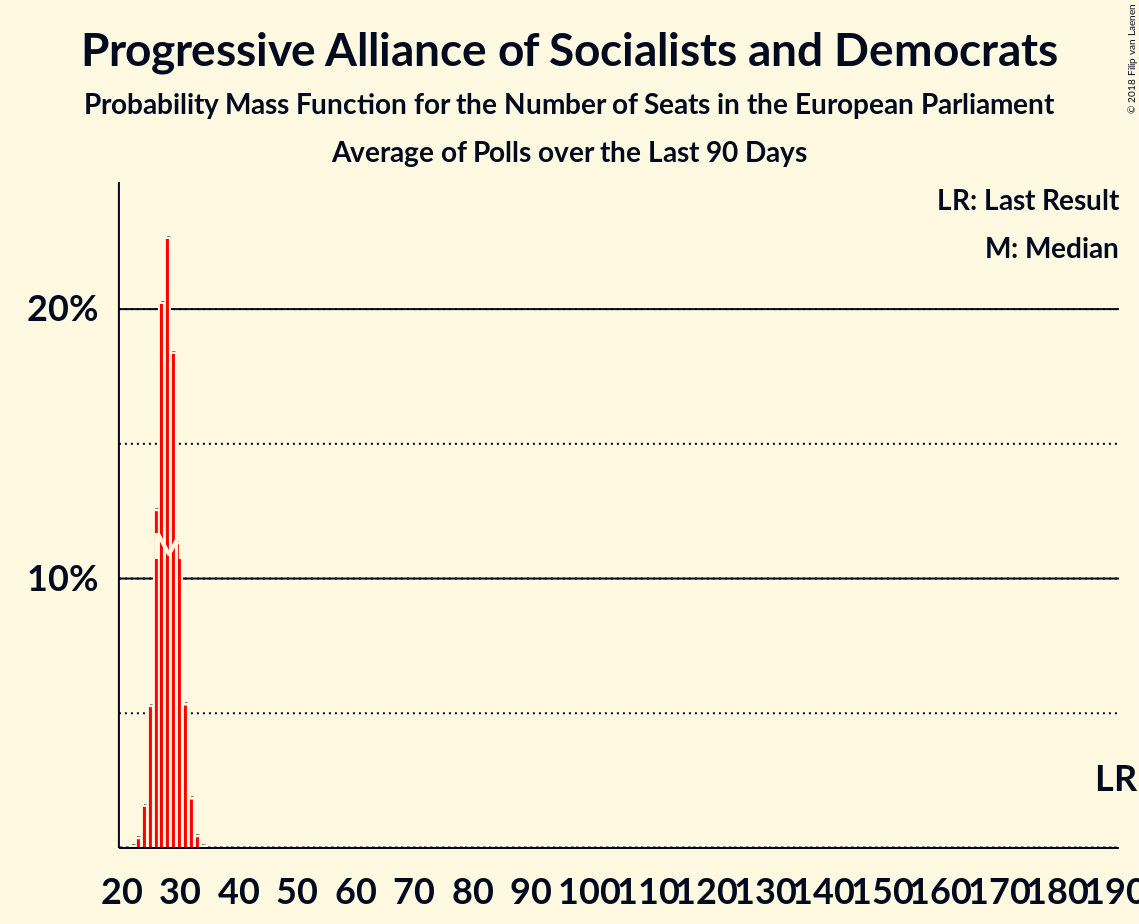 Progressive Alliance of Socialists and Democrats
Probability Mass Function for the Number of Seats in the European Parliament
Average of Polls over the Last 90 Days
© 2018 Filip van Laenen
LR: Last Result
M: Median
20%
10%
M
LR
20 30 40 50 60 70 80 90 100 110 120 130 140 150 160 170 180 190